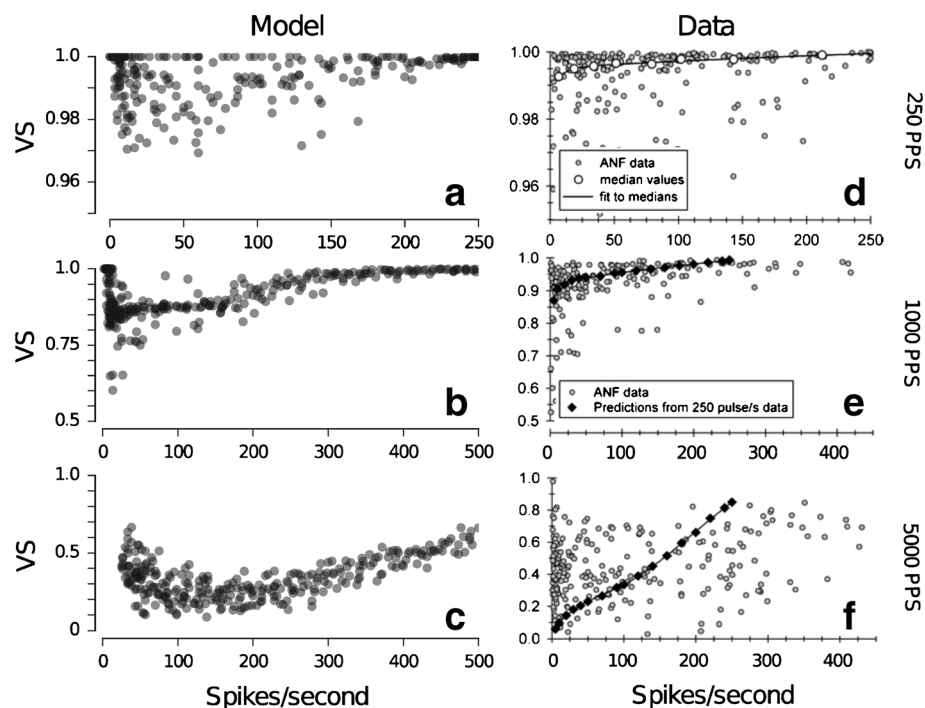 Model
Data
VS
1.0
0.98
0.96
a
0
50
100
150
200
250
1.00
0.98
0.96
ANF data
median values
fit to medians
d
0
50
100
150
200
250
250 PPS
VS
1.0
0.75
0.5
b
0
100
200
300
400
500
1.0
0.9
0.8
0.7
0.6
0.5
ANF data
Predictions from 250 pulse/s data
e
0
100
200
300
400
1000 PPS
VS
1.0
0.5
0
c
0
100
200
300
400
500
Spikes/second
1.0
0.8
0.6
0.4
0.2
0.0
f
0
100
200
300
400
Spikes/second
5000 PPS